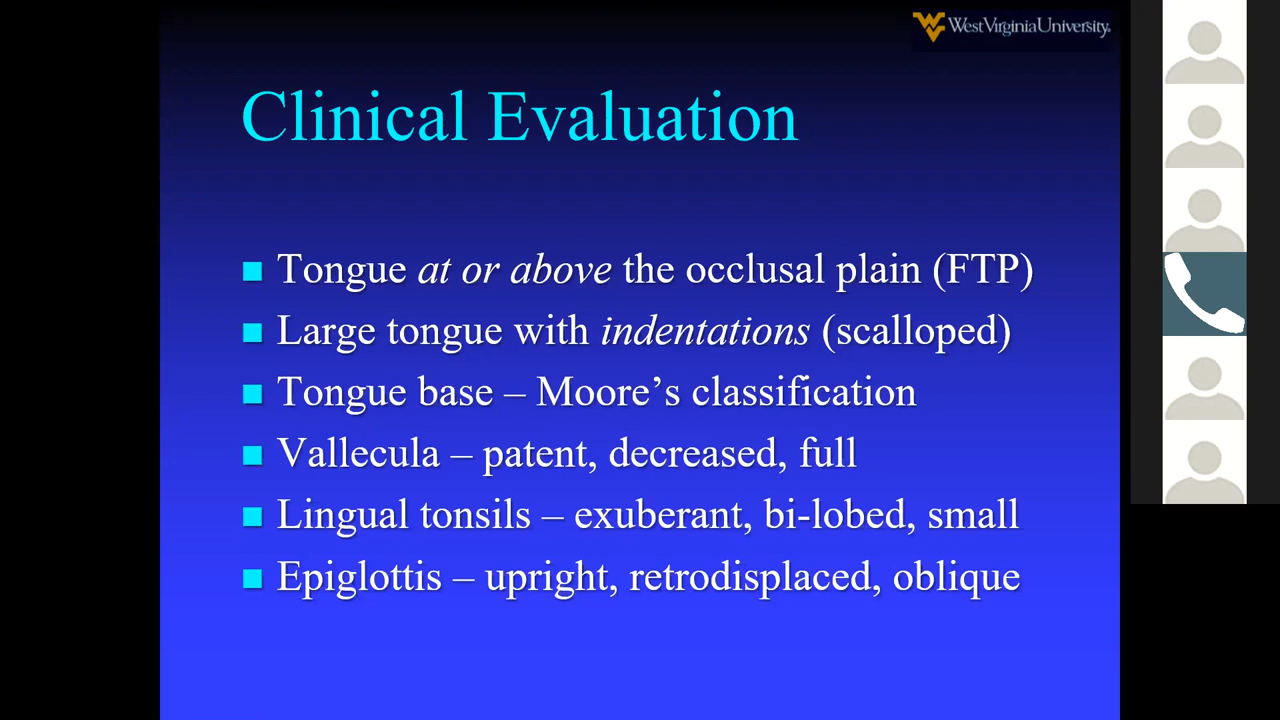 West Virginia University
Clinical Evaluation
Tongue at or above the occlusal plain (FTP)
Large tongue with indentations (scalloped)
Tongue base – Moore’s classification
Vallecula – patent, decreased, full
Lingual tonsils – exuberant, bi-lobed, small
Epiglottis – upright, retrodisplaced, oblique